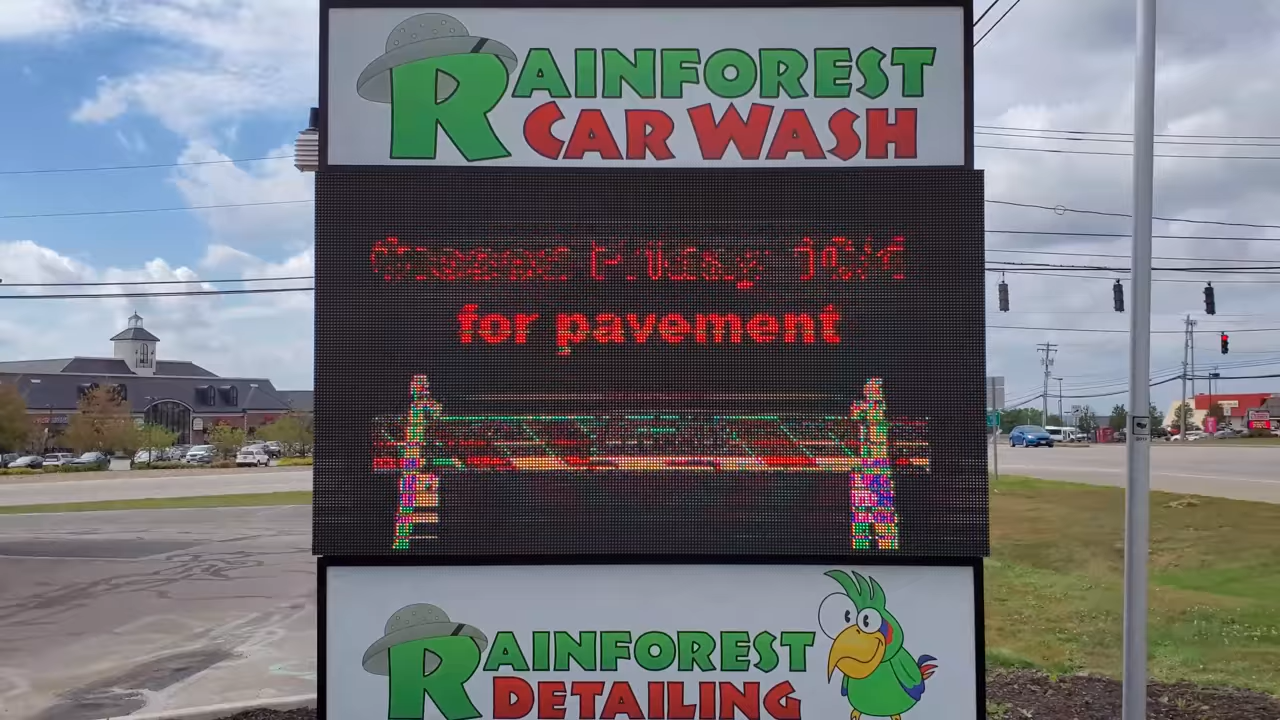 RAINFOREST
CAR WASH
for pavement
RAINFOREST
DETAILING